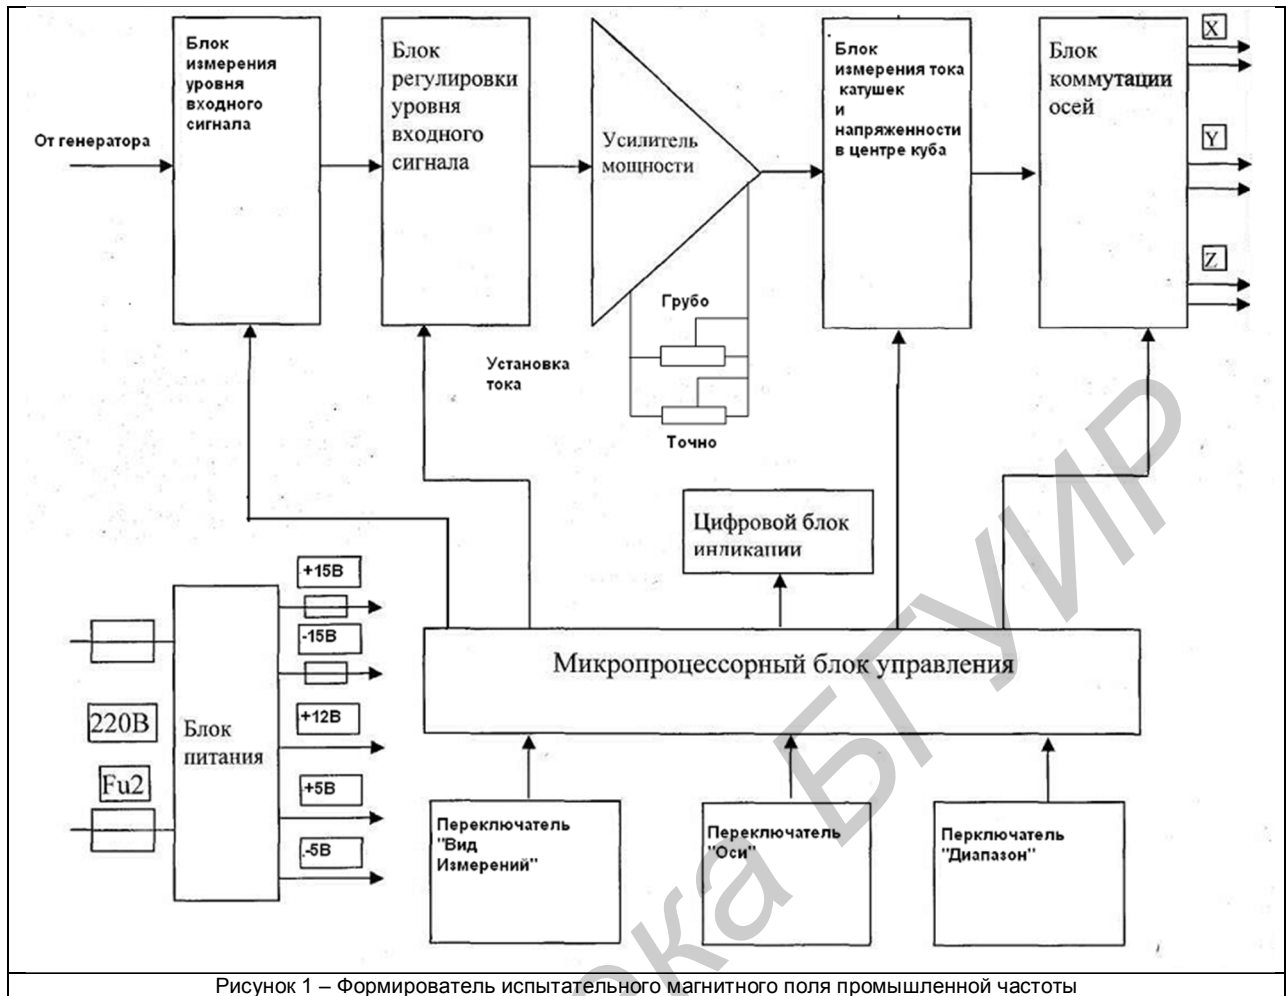 Блок
измерения
уровня
входного
сигнала
Блок
регулировки
уровня
входного
сигнала
Усилитель
мощности
Блок
измерения тока
катушек
и
напряженности
в центре куба
Блок
коммутации
осей
X
Y
Z
От генератора
Грубо
Установка
тока
Точно
Цифровой блок
индикации
+15В
-15В
+12В
+5В
.-5В
220В
Fu2
Блок
питания
Микропроцессорный блок управления
Переключатель
"Вид
Измерений"
Переключатель
"Оси"
Перключатель
"Диапазон"
БГУИР
Рисунок 1 – Формирователь испытательного магнитного поля промышленной частоты